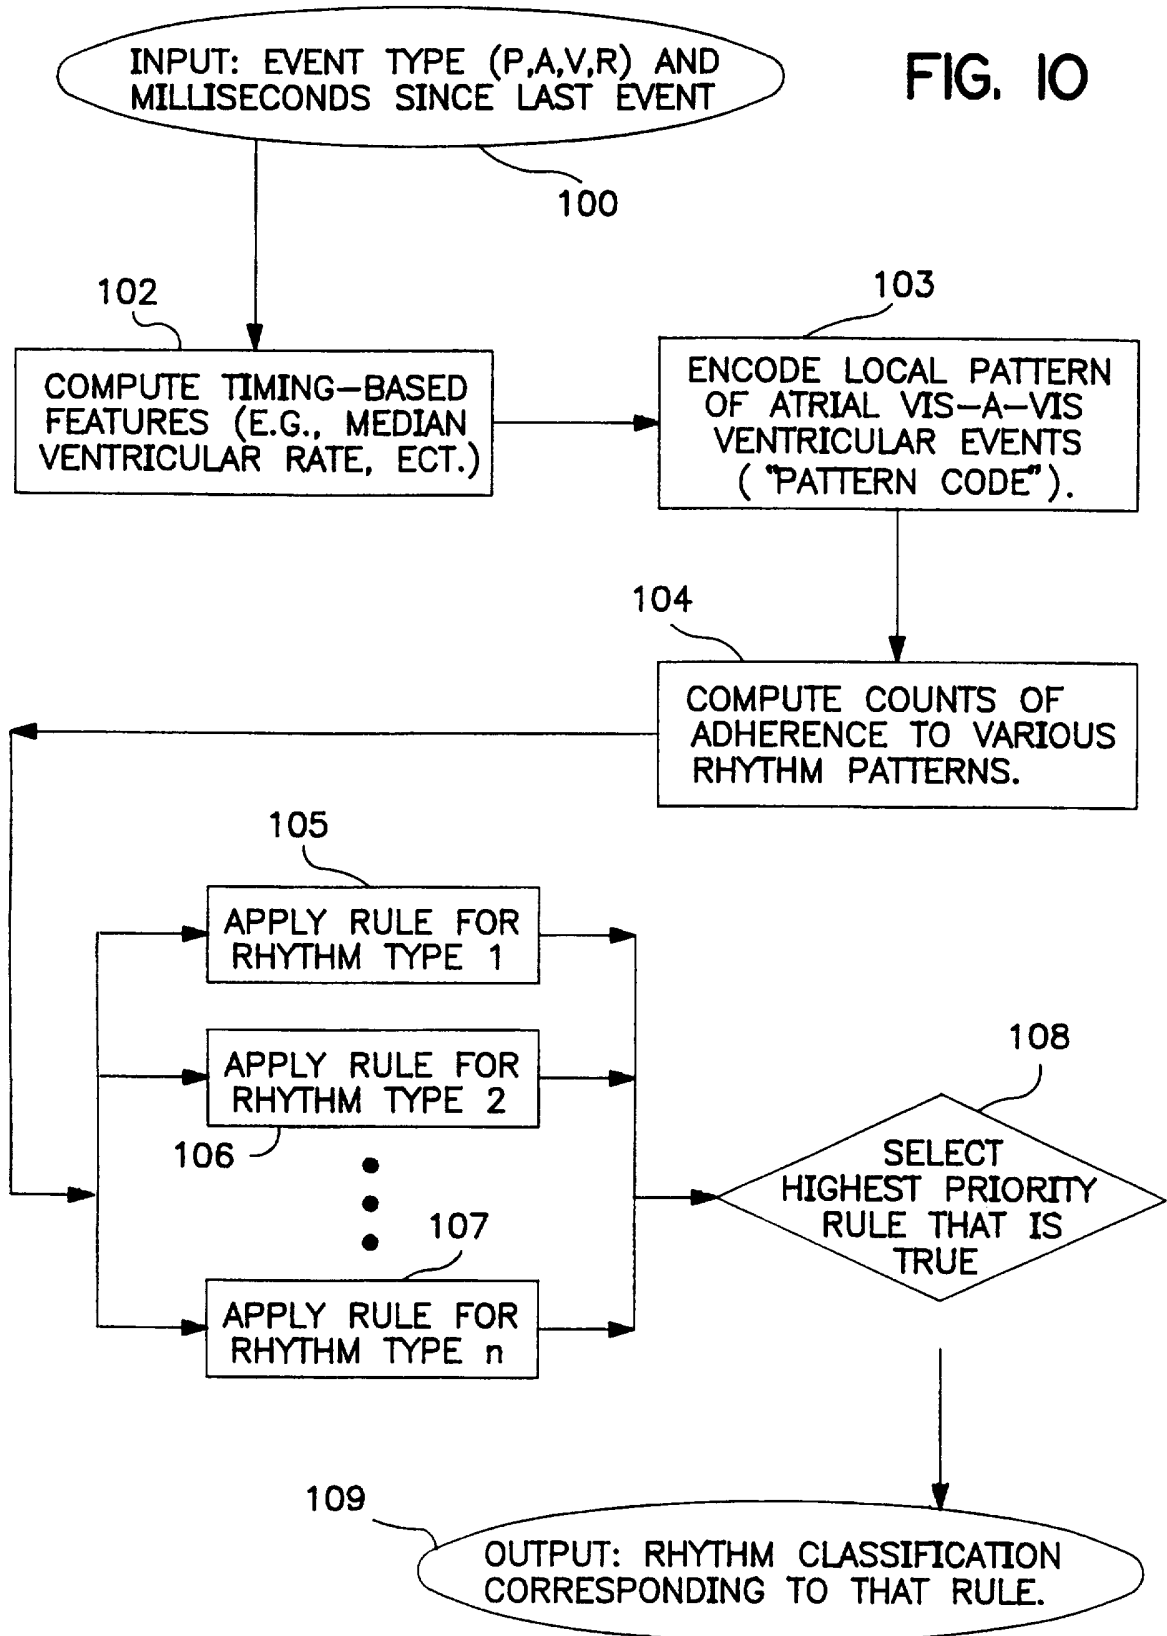 INPUT: EVENT TYPE (P,A,V,R) AND
MILLISECONDS SINCE LAST EVENT
FIG. 10
100
102
COMPUTE TIMING-BASED
FEATURES (E.G., MEDIAN
VENTRICULAR RATE, ECT.)
103
ENCODE LOCAL PATTERN
OF ATRIAL VIS-A-VIS
VENTRICULAR EVENTS
( "PATTERN CODE").
104
COMPUTE COUNTS OF
ADHERENCE TO VARIOUS
RHYTHM PATTERNS.
105
APPLY RULE FOR
RHYTHM TYPE 1
APPLY RULE FOR
RHYTHM TYPE 2
106
107
APPLY RULE FOR
RHYTHM TYPE n
108
SELECT
HIGHEST PRIORITY
RULE THAT IS
TRUE
109
OUTPUT: RHYTHM CLASSIFICATION
CORRESPONDING TO THAT RULE.